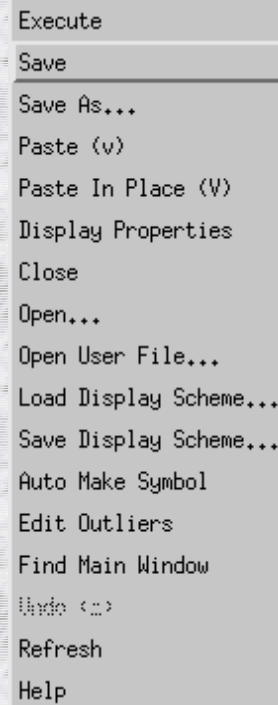 Execute
Save
Save As...
Paste (v)
Paste In Place (V)
Display Properties
Close
Open...
Open User File...
Load Display Scheme...
Save Display Scheme...
Auto Make Symbol
Edit Outliers
Find Main Window
Undo (z)
Refresh
Help